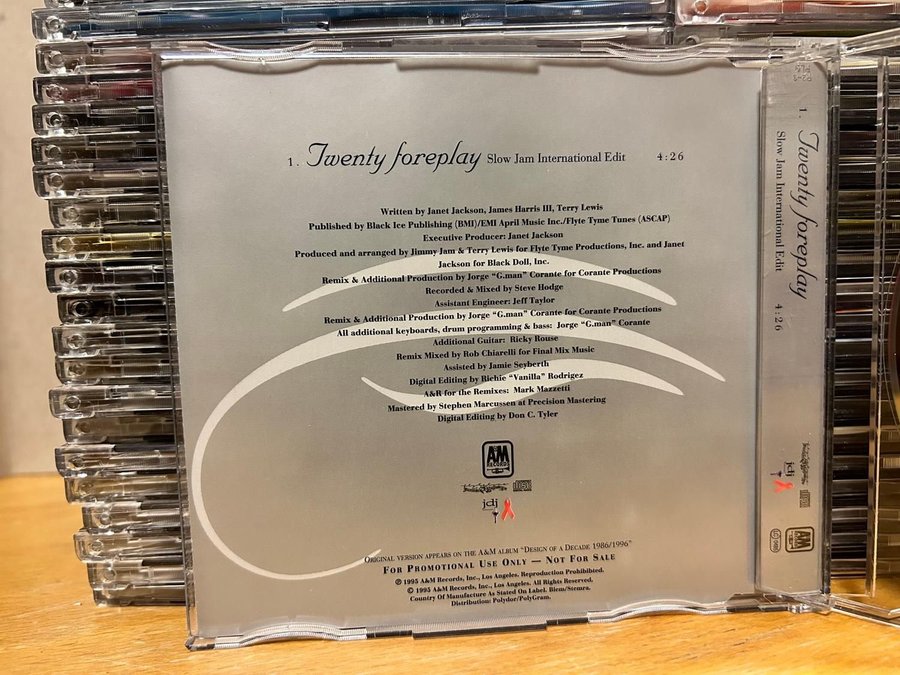 1. Twenty foreplay Slow Jam International Edit 4:26
Written by Janet Jackson, James Harris III, Terry Lewis
Published by Black Ice Publishing (BMI)/EMI April Music Inc./Flyte Tyme Tunes (ASCAP)
Executive Producer: Janet Jackson
Produced and arranged by Jimmy Jam & Terry Lewis for Flyte Tyme Productions, Inc. and Janet
Jackson for Black Doll, Inc.
Remix & Additional Production by Jorge "G.man" Corante for Corante Productions
Recorded & Mixed by Steve Hodge
Assistant Engineer: Jeff Taylor
Remix & Additional Production by Jorge "G.man" Corante for Corante Productions
All additional keyboards, drum programming & bass: Jorge "G.man" Corante
Additional Guitar: Ricky Rouse
Remix Mixed by Rob Chiarelli for Final Mix Music
Assisted by Jamie Seyberth
Digital Editing by Richie "Vanilla" Rodrigez
A&R for the Remixes: Mark Mazzetti
Mastered by Stephen Marcussen at Precision Mastering
Digital Editing by Don C. Tyler
A&M
RECORDS
jdj
Original version appears on the A&M album "Design of a Decade 1986/1996"
For Promotional Use Only — Not For Sale
℗ 1995 A&M Records, Inc., Los Angeles. Reproduction Prohibibted.
© 1995 A&M Records, Inc., Los Angeles. All Rights Reserved.
Country Of Manufacture As Stated On Label. Biem/Stemra.
Distribution: Polydor/PolyGram.
1. Twenty foreplay
Slow Jam International Edit 4:26
jdj
A&M